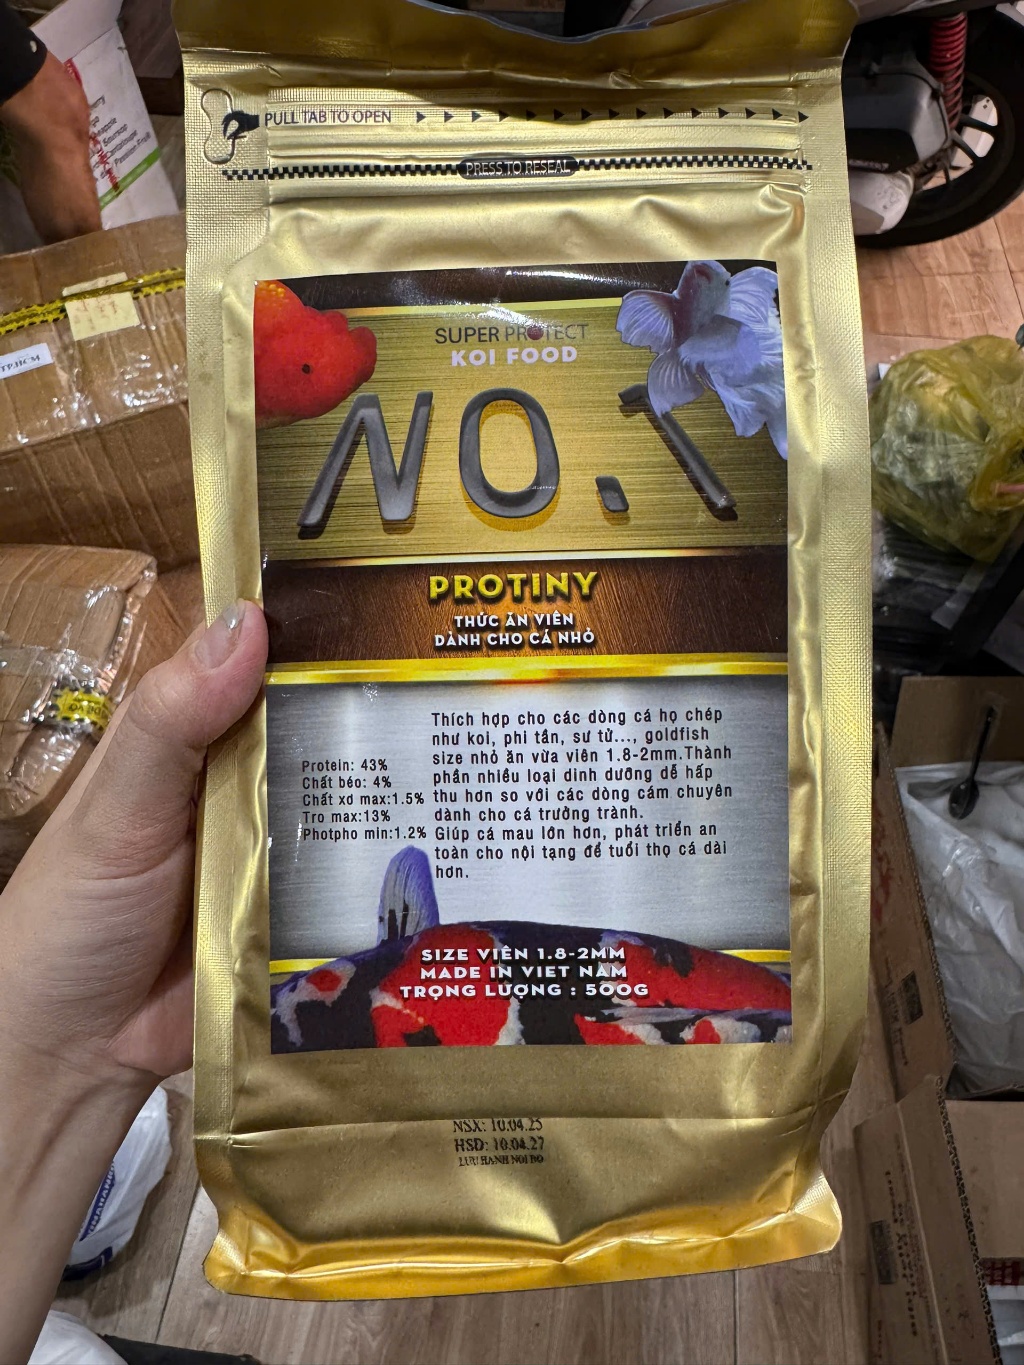 PULL TAB TO OPEN
PRESS TO RESEAL
SUPER PROTECT
KOI FOOD
NO.1
PROTINY
THỨC ĂN VIÊN
DÀNH CHO CÁ NHỎ
Thích hợp cho các dòng cá họ chép
như koi, phi tần, sư tử..., goldfish
size nhỏ ăn vừa viên 1.8-2mm.Thành
phần nhiều loại dinh dưỡng dễ hấp
thu hơn so với các dòng cám chuyên
dành cho cá trưởng trành.
Giúp cá mau lớn hơn, phát triển an
toàn cho nội tạng để tuổi thọ cá dài
hơn.
Protein: 43%
Chất béo: 4%
Chất xơ max:1.5%
Tro max:13%
Photpho min:1.2%
SIZE VIÊN 1.8-2MM
MADE IN VIET NAM
TRỌNG LƯỢNG : 500G
NSX: 10.04.25
HSD: 10.04.27
LƯU HÀNH NỘI BỘ
TP.HCM
Soursop
Cantaloupe
Passion Fruit